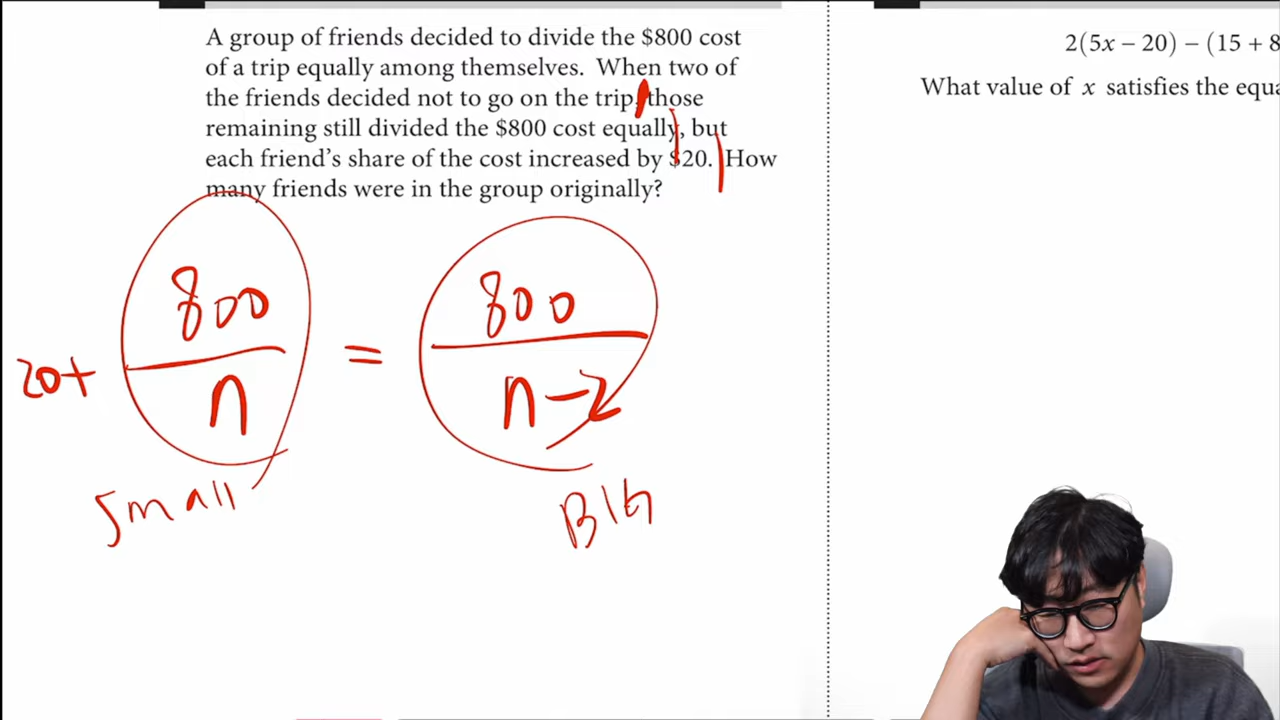 A group of friends decided to divide the $800 cost
of a trip equally among themselves. When two of
the friends decided not to go on the trip, those
remaining still divided the $800 cost equally, but
each friend's share of the cost increased by $20. How
many friends were in the group originally?
20+ 800/n = 800/n-2
small
BIG
2(5x − 20) − (15 + 8
What value of x satisfies the equa